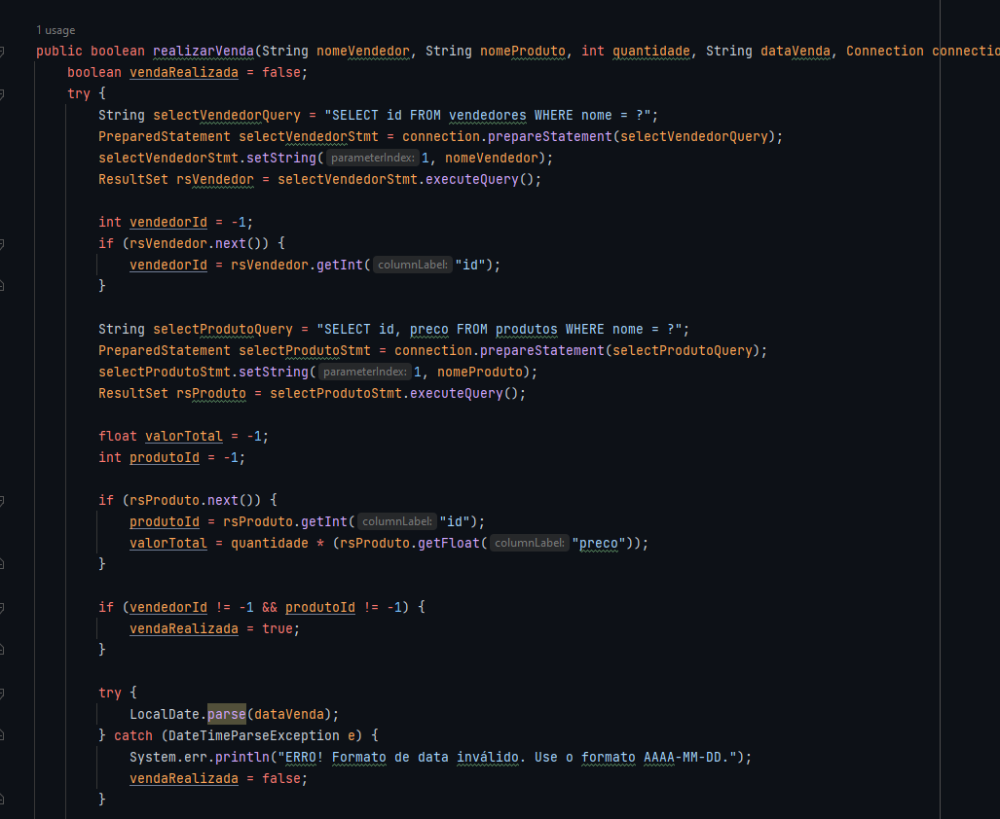 1 usage
public boolean realizarVenda(String nomeVendedor, String nomeProduto, int quantidade, String dataVenda, Connection connectio
boolean vendaRealizada = false;
try {
String selectVendedorQuery = "SELECT id FROM vendedores WHERE nome = ?";
PreparedStatement selectVendedorStmt = connection.prepareStatement(selectVendedorQuery);
selectVendedorStmt.setString( parameterIndex: 1, nomeVendedor);
ResultSet rsVendedor = selectVendedorStmt.executeQuery();
int vendedorId = -1;
if (rsVendedor.next()) {
vendedorId = rsVendedor.getInt( columnLabel: "id");
}
String selectProdutoQuery = "SELECT id, preco FROM produtos WHERE nome = ?";
PreparedStatement selectProdutoStmt = connection.prepareStatement(selectProdutoQuery);
selectProdutoStmt.setString( parameterIndex: 1, nomeProduto);
ResultSet rsProduto = selectProdutoStmt.executeQuery();
float valorTotal = -1;
int produtoId = -1;
if (rsProduto.next()) {
produtoId = rsProduto.getInt( columnLabel: "id");
valorTotal = quantidade * (rsProduto.getFloat( columnLabel: "preco"));
}
if (vendedorId != -1 && produtoId != -1) {
vendaRealizada = true;
}
try {
LocalDate.parse(dataVenda);
} catch (DateTimeParseException e) {
System.err.println("ERRO! Formato de data inválido. Use o formato AAAA-MM-DD.");
vendaRealizada = false;
}